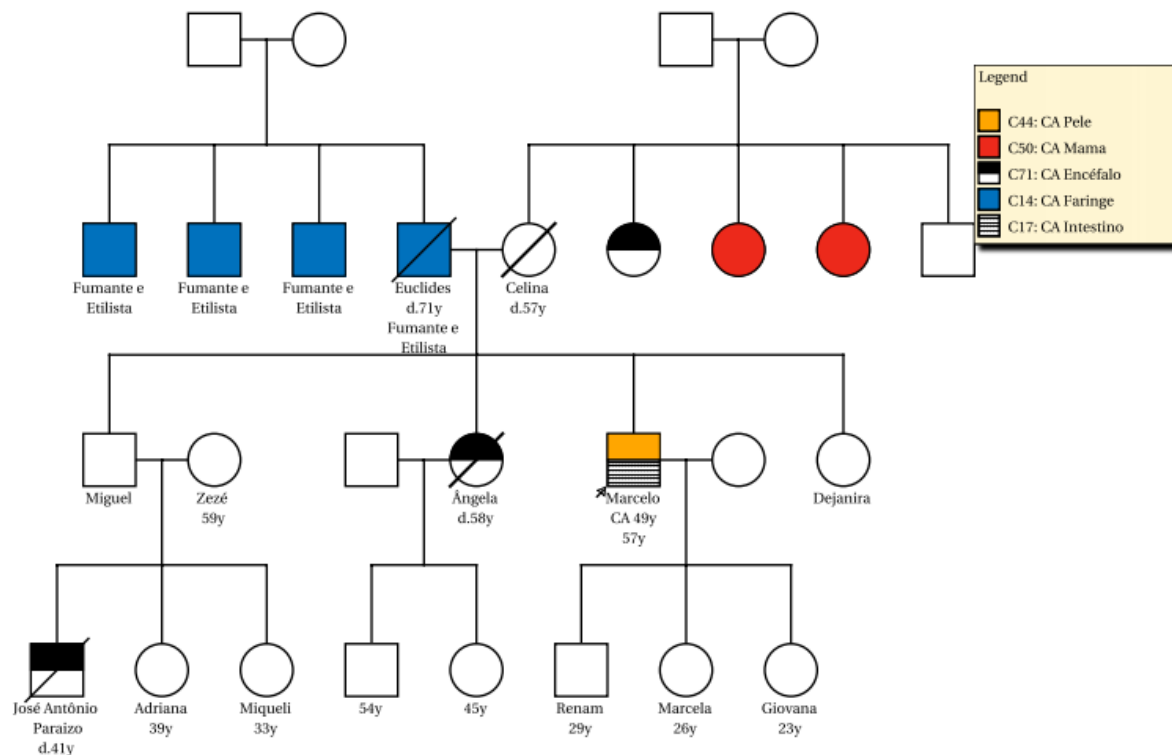 Legend
C44: CA Pele
C50: CA Mama
C71: CA Encéfalo
C14: CA Faringe
C17: CA Intestino
Fumante e
Etilista
Fumante e
Etilista
Fumante e
Etilista
Euclides
d.71y
Fumante e
Etilista
Celina
d.57y
Miguel
Zezé
59y
Ângela
d.58y
Marcelo
CA 49y
57y
Dejanira
José Antônio
Paraizo
d.41y
Adriana
39y
Miqueli
33y
54y
45y
Renam
29y
Marcela
26y
Giovana
23y